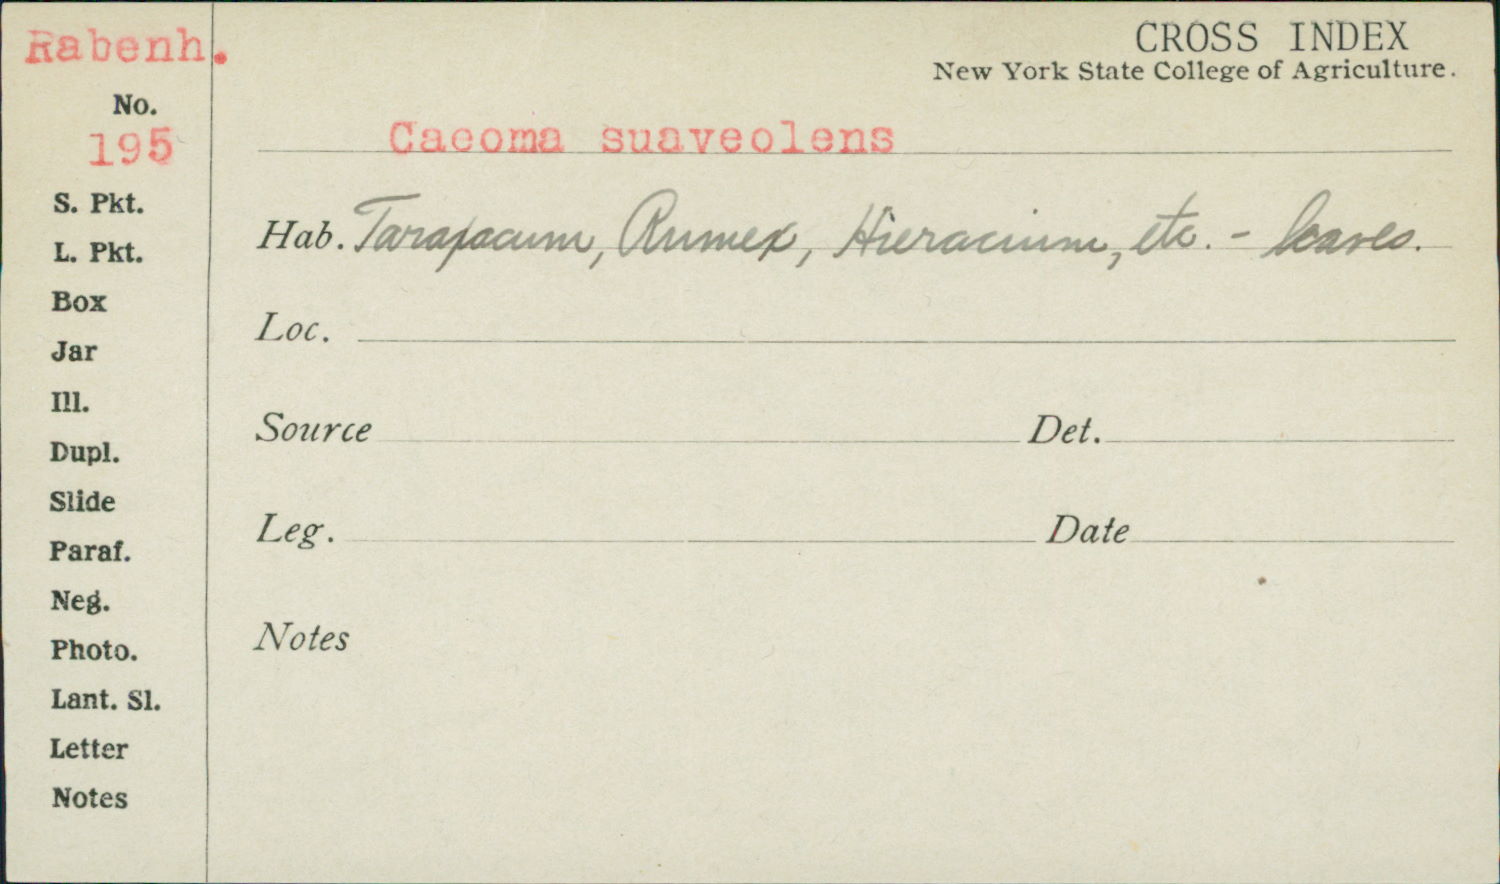 Rabenh.
No.
195
S. Pkt.
L. Pkt.
Box
Jar
Ill.
Dupl.
Slide
Paraf.
Neg.
Photo.
Lant. Sl.
Letter
Notes
CROSS INDEX
New York State College of Agriculture.
Caeoma suaveolens
Hab. Taraxacum, Rumex, Hieracium, etc. - leaves.
Loc.
Source Det.
Leg. Date
Notes